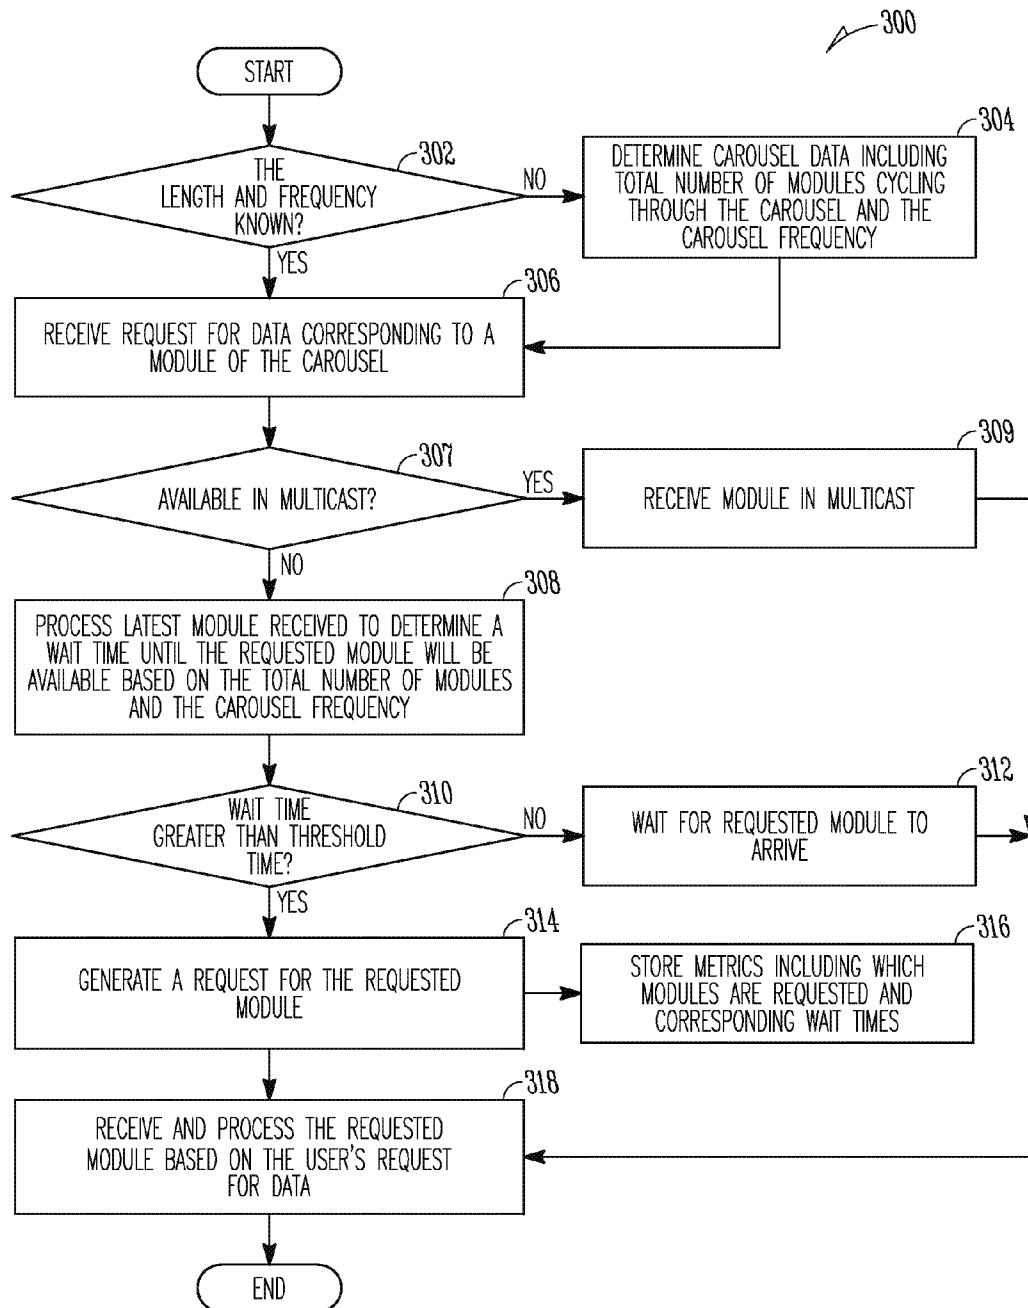 300
START
302
THE
LENGTH AND FREQUENCY
KNOWN?
NO
YES
304
DETERMINE CAROUSEL DATA INCLUDING
TOTAL NUMBER OF MODULES CYCLING
THROUGH THE CAROUSEL AND THE
CAROUSEL FREQUENCY
306
RECEIVE REQUEST FOR DATA CORRESPONDING TO A
MODULE OF THE CAROUSEL
307
AVAILABLE IN MULTICAST?
YES
NO
309
RECEIVE MODULE IN MULTICAST
308
PROCESS LATEST MODULE RECEIVED TO DETERMINE A
WAIT TIME UNTIL THE REQUESTED MODULE WILL BE
AVAILABLE BASED ON THE TOTAL NUMBER OF MODULES
AND THE CAROUSEL FREQUENCY
310
WAIT TIME
GREATER THAN THRESHOLD
TIME?
NO
YES
312
WAIT FOR REQUESTED MODULE TO
ARRIVE
314
GENERATE A REQUEST FOR THE REQUESTED
MODULE
316
STORE METRICS INCLUDING WHICH
MODULES ARE REQUESTED AND
CORRESPONDING WAIT TIMES
318
RECEIVE AND PROCESS THE REQUESTED
MODULE BASED ON THE USER'S REQUEST
FOR DATA
END